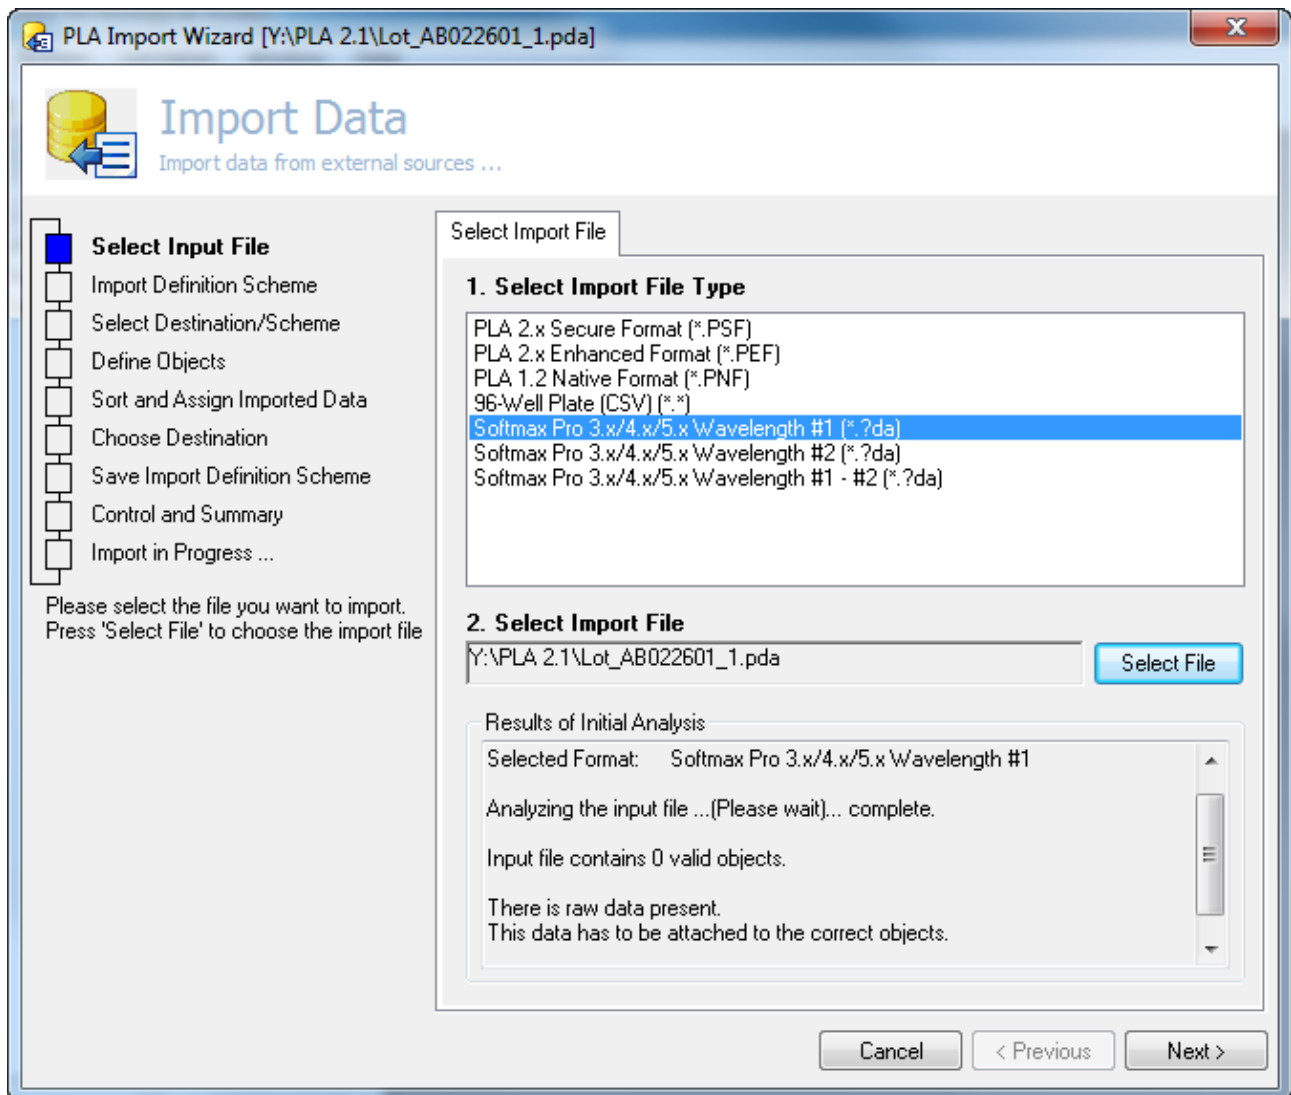 PLA Import Wizard [Y:\PLA 2.1\Lot_AB022601_1.pda]
x
Import Data
Import data from external sources ...
Select Input File
Import Definition Scheme
Select Destination/Scheme
Define Objects
Sort and Assign Imported Data
Choose Destination
Save Import Definition Scheme
Control and Summary
Import in Progress ...
Please select the file you want to import.
Press 'Select File' to choose the import file
Select Import File
1. Select Import File Type
PLA 2.x Secure Format (*.PSF)
PLA 2.x Enhanced Format (*.PEF)
PLA 1.2 Native Format (*.PNF)
96-Well Plate (CSV) (*.*)
Softmax Pro 3.x/4.x/5.x Wavelength #1 (*.?da)
Softmax Pro 3.x/4.x/5.x Wavelength #2 (*.?da)
Softmax Pro 3.x/4.x/5.x Wavelength #1 - #2 (*.?da)
2. Select Import File
Y:\PLA 2.1\Lot_AB022601_1.pda
Select File
Results of Initial Analysis
Selected Format: Softmax Pro 3.x/4.x/5.x Wavelength #1
Analyzing the input file ...(Please wait)... complete.
Input file contains 0 valid objects.
There is raw data present.
This data has to be attached to the correct objects.
Cancel
< Previous
Next >